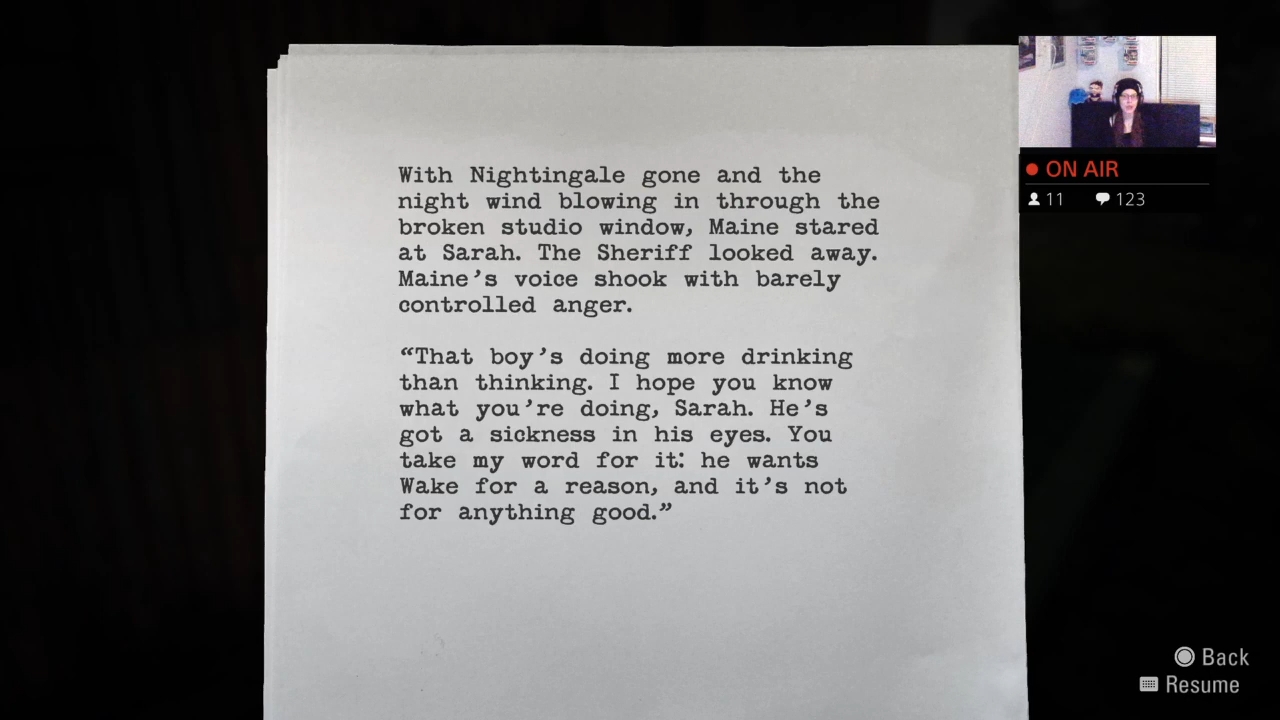 With Nightingale gone and the
night wind blowing in through the
broken studio window, Maine stared
at Sarah. The Sheriff looked away.
Maine's voice shook with barely
controlled anger.
“That boy's doing more drinking
than thinking. I hope you know
what you're doing, Sarah. He's
got a sickness in his eyes. You
take my word for it: he wants
Wake for a reason, and it's not
for anything good.”
ON AIR
11 123
Back
Resume